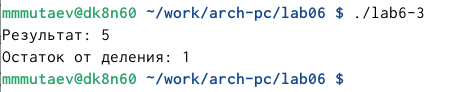 mmmutaev@dk8n60 ~/work/arch-pc/lab06 $ ./lab6-3
Результат: 5
Остаток от деления: 1
mmmutaev@dk8n60 ~/work/arch-pc/lab06 $